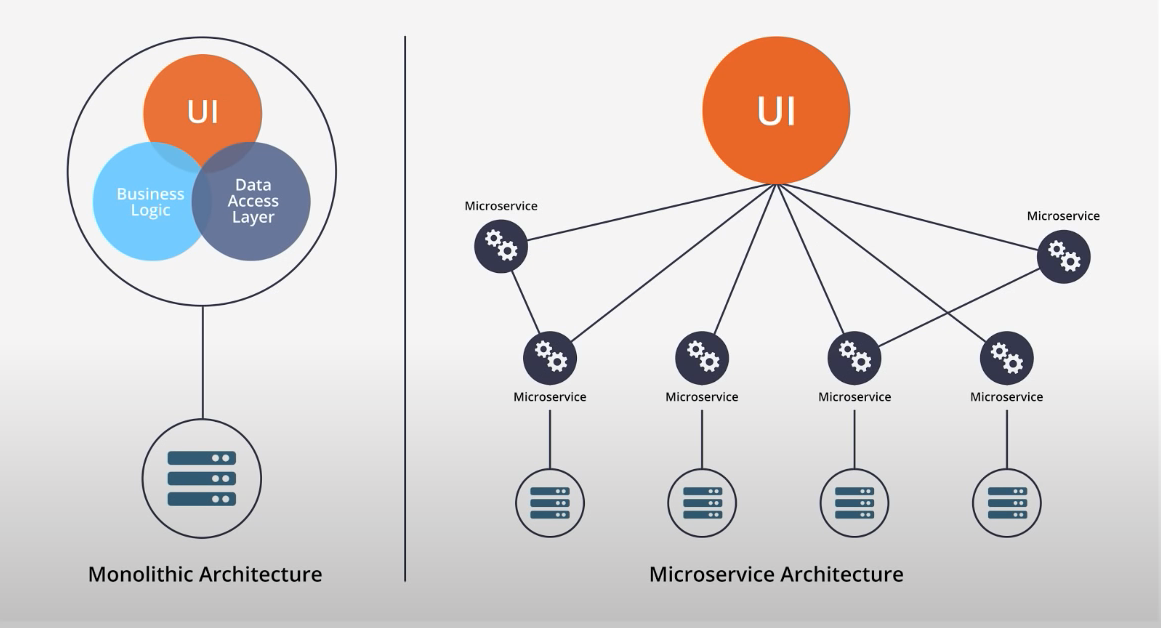 UI
Business
Logic
Data
Access
Layer
Monolithic Architecture
UI
Microservice
Microservice
Microservice
Microservice
Microservice
Microservice
Microservice Architecture